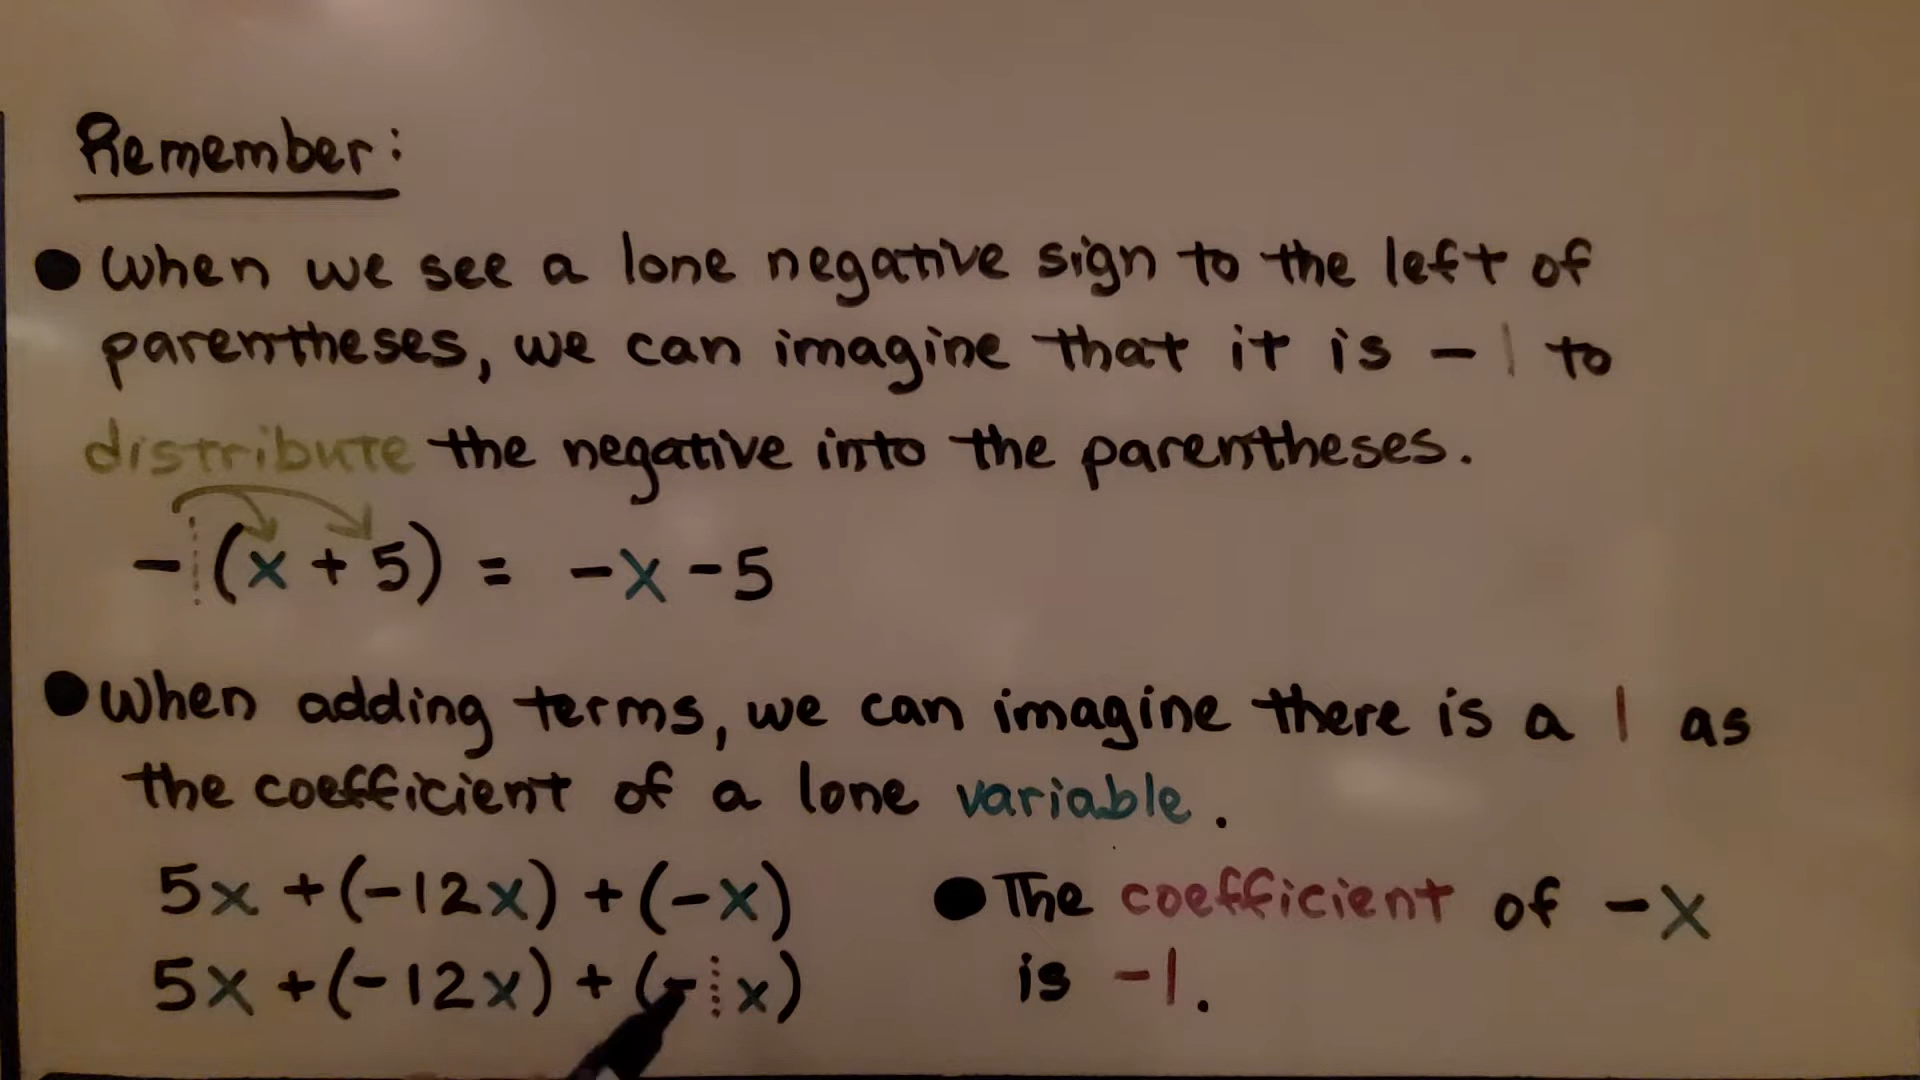 Remember:
● When we see a lone negative sign to the left of
parentheses, we can imagine that it is -1 to
distribute the negative into the parentheses.
-1(x + 5) = -x - 5
● When adding terms, we can imagine there is a 1 as
the coefficient of a lone variable.
5x + (-12x) + (-x)
5x + (-12x) + (-1x)
● The coefficient of -x
is -1.